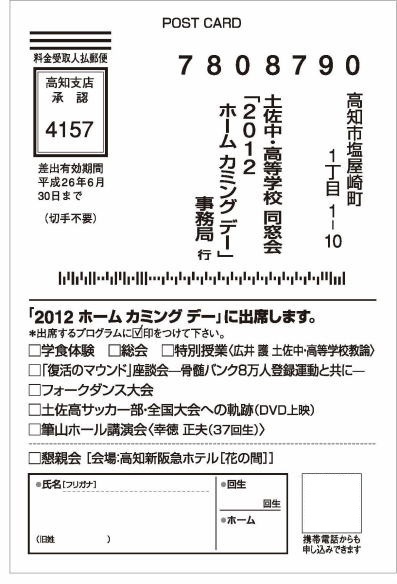 POST CARD
料金受取人払郵便
高知支店
承認
4157
差出有効期間
平成26年6月
30日まで
（切手不要）
7808790
高知市塩屋崎町
1丁目1-10
土佐中・高等学校 同窓会
「2012
ホーム カミング デー」
事務局 行
「2012 ホーム カミング デー」に出席します。
*出席するプログラムに☑印をつけて下さい。
□学食体験 □総会 □特別授業〈広井 護 土佐中・高等学校教諭〉
□「復活のマウンド」座談会―骨髄バンク8万人登録運動と共に―
□フォークダンス大会
□土佐高サッカー部・全国大会への軌跡（DVD上映）
□筆山ホール講演会〈幸徳 正夫（37回生）〉
□懇親会［会場：高知新阪急ホテル［花の間］］
●氏名［フリガナ］
（旧姓 ）
●回生
回生
●ホーム
携帯電話からも
申し込みできます